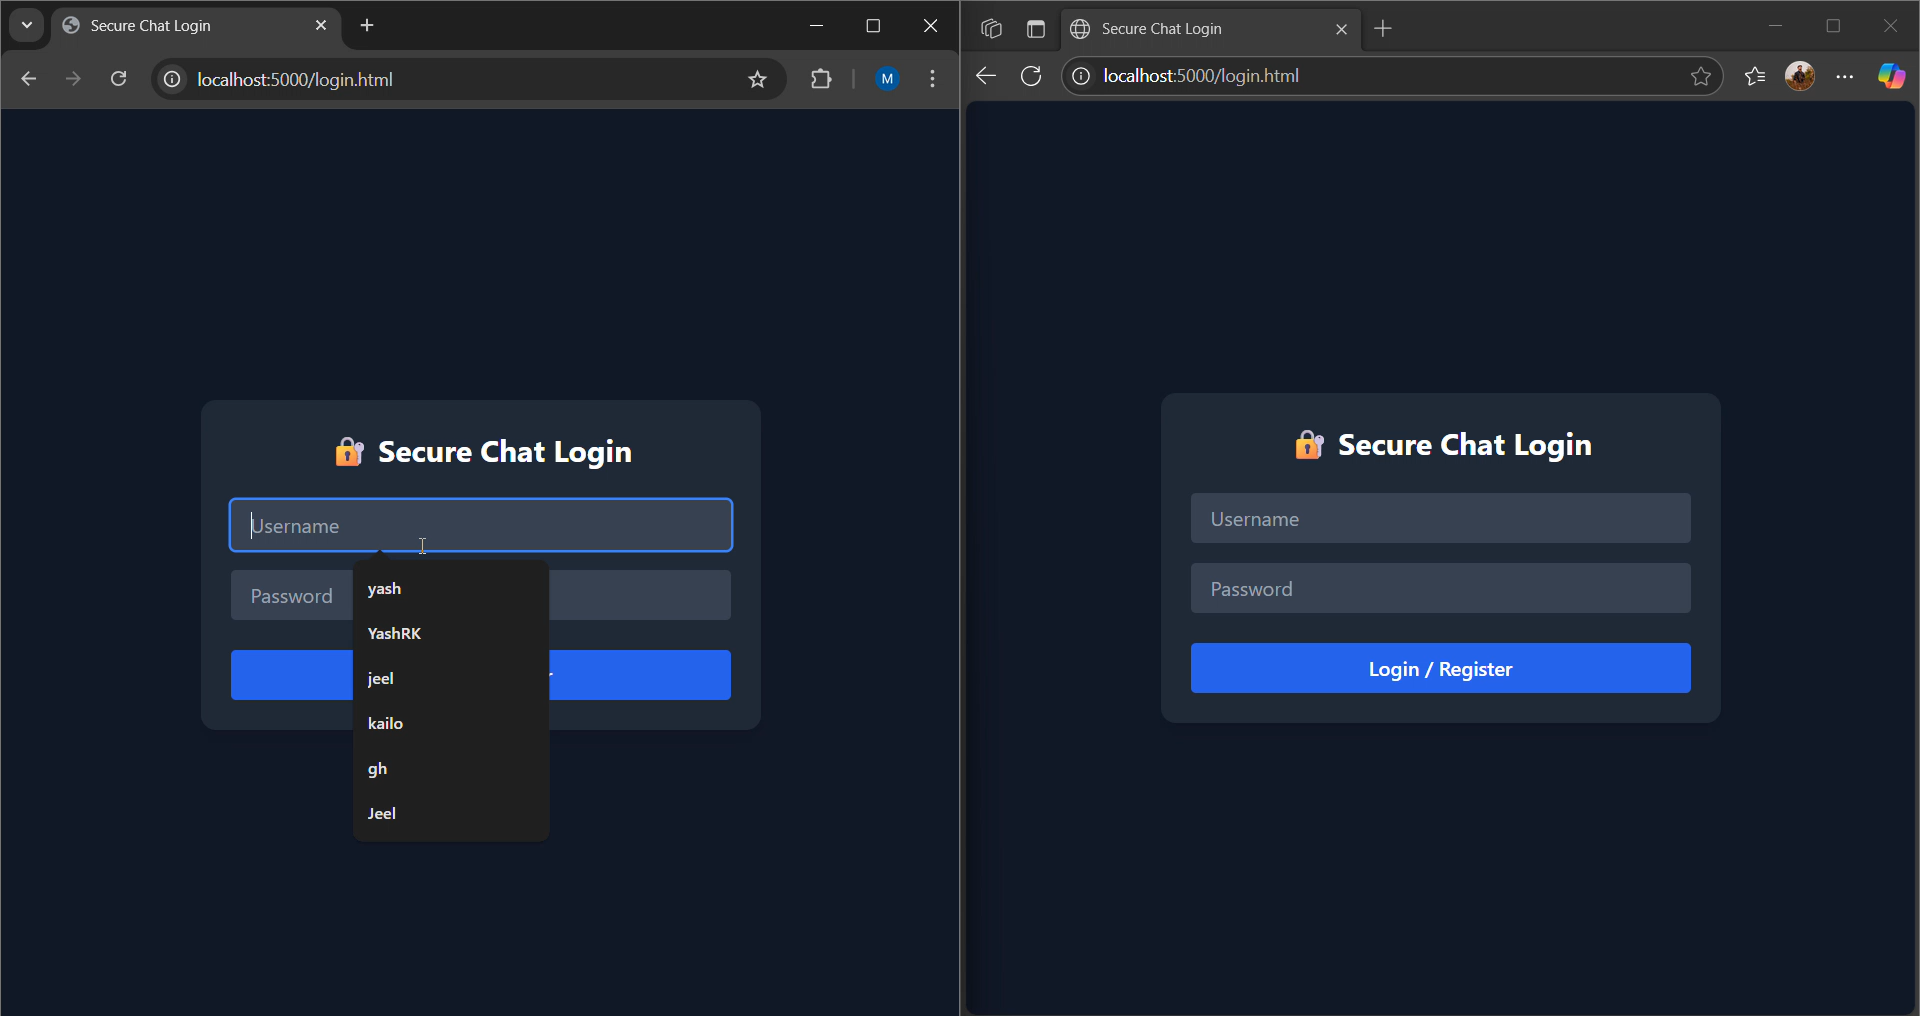 Secure Chat Login
localhost:5000/login.html
M
Secure Chat Login
Username
Password
yash
YashRK
jeel
kailo
gh
Jeel
Secure Chat Login
localhost:5000/login.html
Secure Chat Login
Username
Password
Login / Register